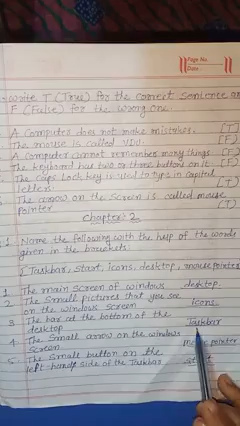 Page No.
Date
Write T (True) for the correct Sentence an
F (False) for the wrong one.
A Computer does not make mistakes. [T]
The mouse is called VDU. [F]
A Computer cannot remember many things
The keyboard has two or three buttons on it. [F]
The Caps Lock key is used to type in Capital
letters. [T]
The arrow on the screen is called mouse
pointer [T]
Chapter-2
Name the following with the help of the words
given in the brackets:
[Taskbar, start, icons, desktop, mouse pointer
1 The main screen of windows desktop.
2 The small pictures that you see
on the windows screen icons
3 The bar at the bottom of the
desktop Taskbar
4. The small arrow on the windows
screen. pointer
5. The small button on the
left-hand side of the Taskbar